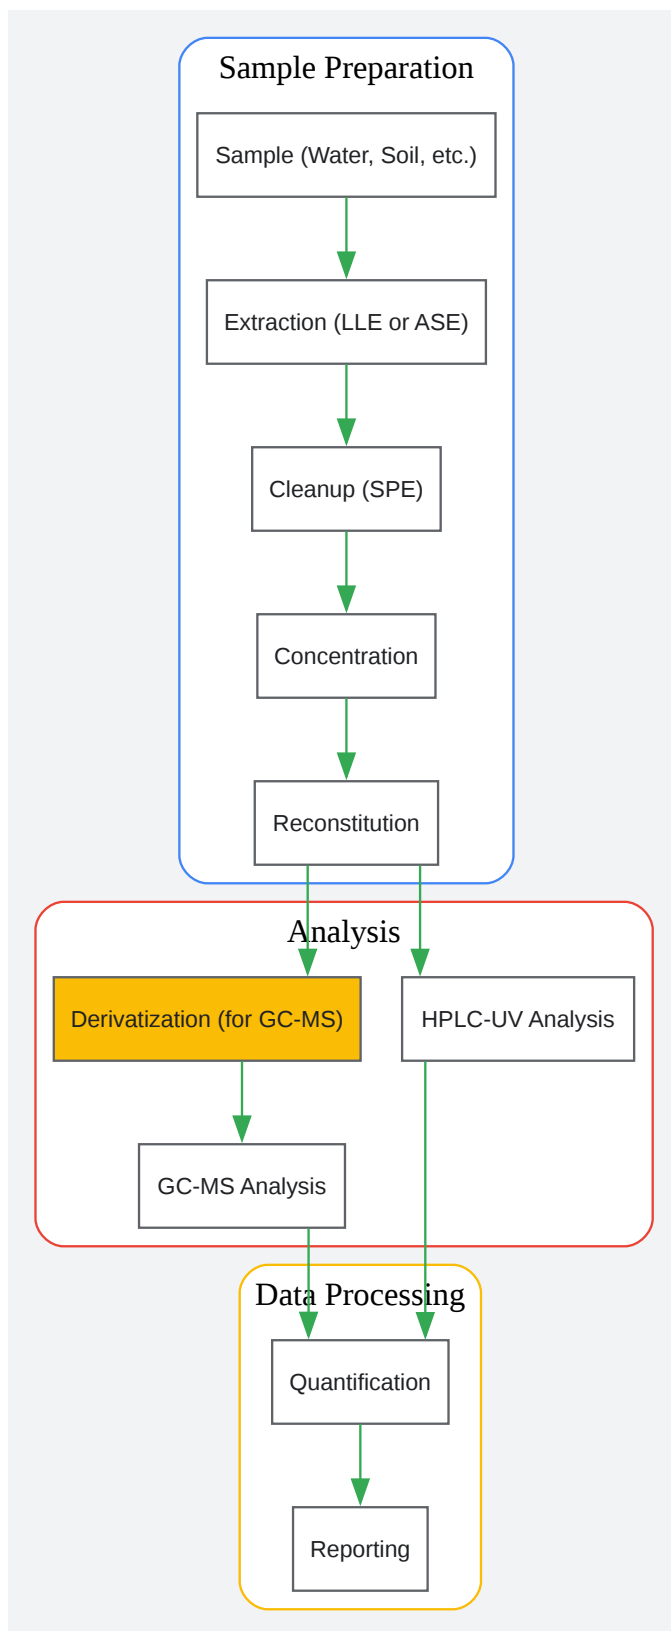 Sample Preparation
Sample (Water, Soil, etc.)
Extraction (LLE or ASE)
Cleanup (SPE)
Concentration
Reconstitution
Analysis
Derivatization (for GC-MS)
HPLC-UV Analysis
GC-MS Analysis
Data Processing
Quantification
Reporting